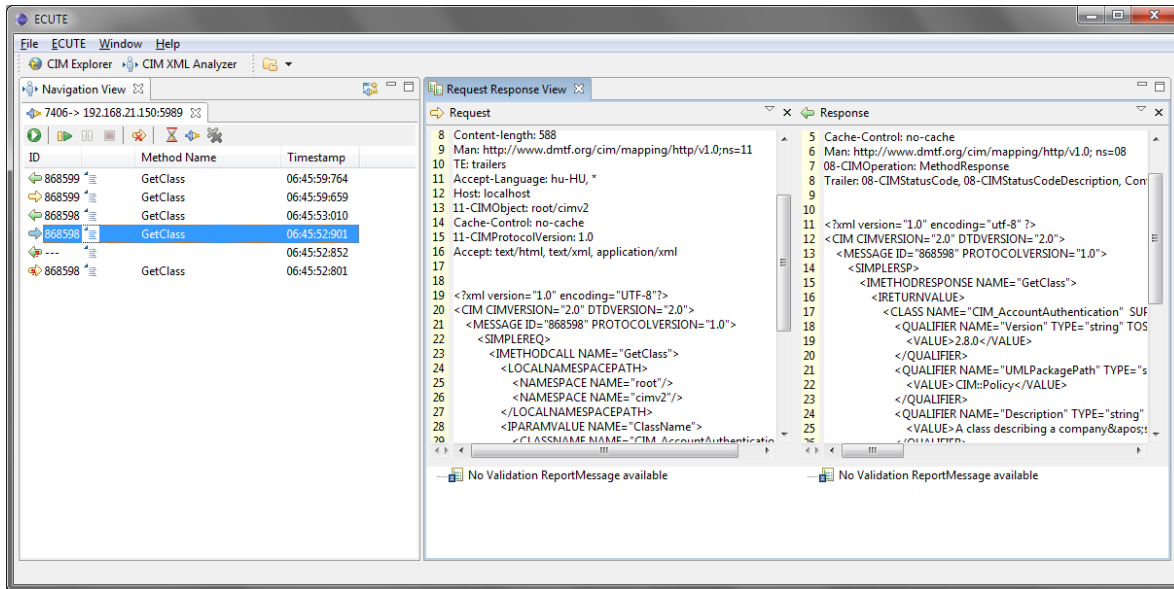 ECUTE
File ECUTE Window Help
CIM Explorer CIM XML Analyzer
Navigation View
7406-> 192.168.21.150:5989
ID Method Name Timestamp
868599 GetClass 06:45:59:764
868599 GetClass 06:45:59:659
868598 GetClass 06:45:53:010
868598 GetClass 06:45:52:901
--- 06:45:52:852
868598 GetClass 06:45:52:801
Request Response View
Request
8 Content-length: 588
9 Man: http://www.dmtf.org/cim/mapping/http/v1.0;ns=11
10 TE: trailers
11 Accept-Language: hu-HU, *
12 Host: localhost
13 11-CIMObject: root/cimv2
14 Cache-Control: no-cache
15 11-CIMProtocolVersion: 1.0
16 Accept: text/html, text/xml, application/xml
17
18
19 <?xml version="1.0" encoding="UTF-8"?>
20 <CIM CIMVERSION="2.0" DTDVERSION="2.0">
21 <MESSAGE ID="868598" PROTOCOLVERSION="1.0">
22 <SIMPLEREQ>
23 <IMETHODCALL NAME="GetClass">
24 <LOCALNAMESPACEPATH>
25 <NAMESPACE NAME="root"/>
26 <NAMESPACE NAME="cimv2"/>
27 </LOCALNAMESPACEPATH>
28 <IPARAMVALUE NAME="ClassName">
29 <CLASSNAME NAME="CIM_AccountAuthenticatio
No Validation ReportMessage available
Response
5 Cache-Control: no-cache
6 Man: http://www.dmtf.org/cim/mapping/http/v1.0; ns=08
7 08-CIMOperation: MethodResponse
8 Trailer: 08-CIMStatusCode, 08-CIMStatusCodeDescription, Con
9
10
11 <?xml version="1.0" encoding="utf-8" ?>
12 <CIM CIMVERSION="2.0" DTDVERSION="2.0">
13 <MESSAGE ID="868598" PROTOCOLVERSION="1.0">
14 <SIMPLERSP>
15 <IMETHODRESPONSE NAME="GetClass">
16 <IRETURNVALUE>
17 <CLASS NAME="CIM_AccountAuthentication" SUP
18 <QUALIFIER NAME="Version" TYPE="string" TOS
19 <VALUE>2.8.0</VALUE>
20 </QUALIFIER>
21 <QUALIFIER NAME="UMLPackagePath" TYPE="s
22 <VALUE>CIM::Policy</VALUE>
23 </QUALIFIER>
24 <QUALIFIER NAME="Description" TYPE="string"
25 <VALUE>A class describing a company&apos;s
26 </QUALIFIER>
No Validation ReportMessage available